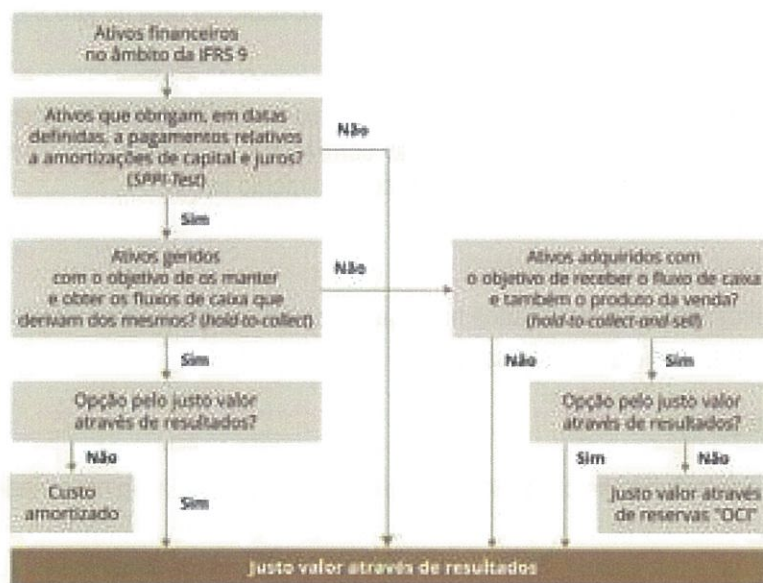 Ativos financeiros
no âmbito da IFRS 9
Ativos que obrigam, em datas
definidas, a pagamentos relativos
a amortizações de capital e juros?
(SPPI-Test)
Não
Sim
Ativos geridos
com o objetivo de os manter
e obter os fluxos de caixa que
derivam dos mesmos? (hold-to-collect)
Não
Ativos adquiridos com
o objetivo de receber o fluxo de caixa
e também o produto da venda?
(hold-to-collect-and-sell)
Sim
Não
Sim
Opção pelo justo valor
através de resultados?
Opção pelo justo valor
através de resultados?
Não
Sim
Sim
Não
Custo
amortizado
Justo valor através
de reservas "OCI"
Justo valor através de resultados